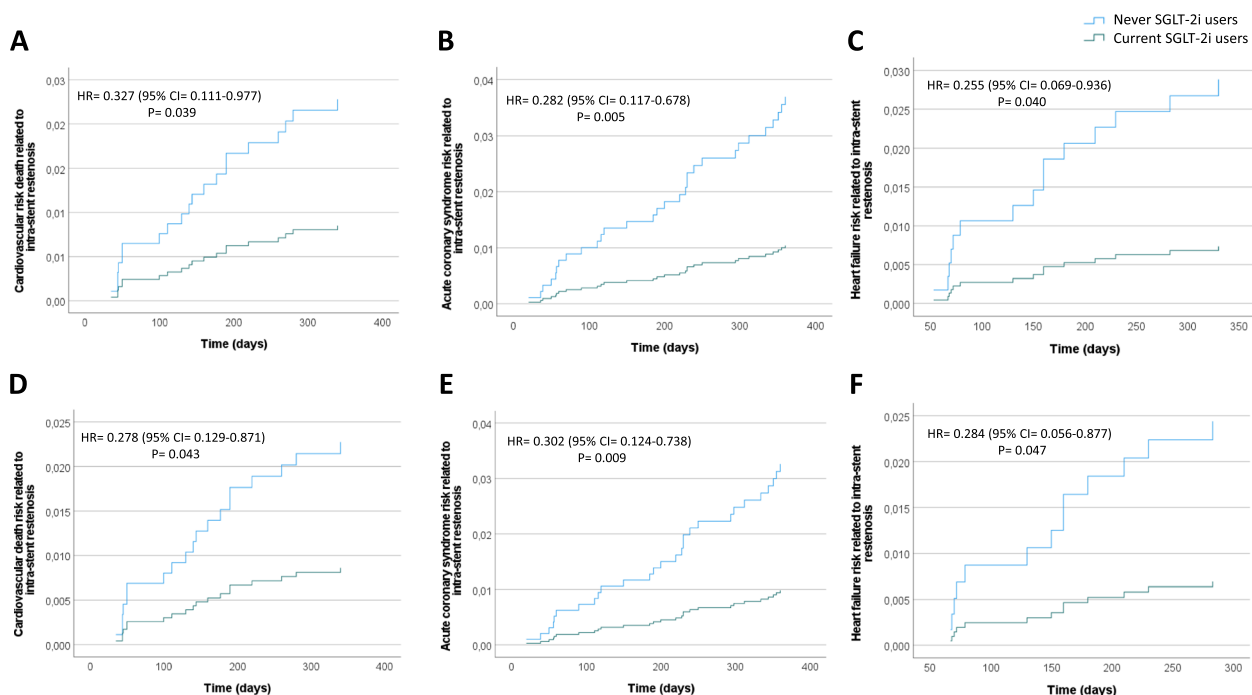 Never SGLT-2i users
Current SGLT-2i users
A
Cardiovascular risk death related to
intra-stent restenosis
0,03
0,02
0,02
0,01
0,01
0,00
HR= 0.327 (95% CI= 0.111-0.977)
P= 0.039
0 100 200 300 400
Time (days)
B
Acute coronary syndrome risk related to
intra-stent restenosis
0,04
0,03
0,02
0,01
0,00
HR= 0.282 (95% CI= 0.117-0.678)
P= 0.005
0 100 200 300 400
Time (days)
C
Heart failure risk related to intra-stent
restenosis
0,030
0,025
0,020
0,015
0,010
0,005
0,000
HR= 0.255 (95% CI= 0.069-0.936)
P= 0.040
50 100 150 200 250 300 350
Time (days)
D
Cardiovascular death risk related to
intra-stent restenosis
0,025
0,020
0,015
0,010
0,005
0,000
HR= 0.278 (95% CI= 0.129-0.871)
P= 0.043
0 100 200 300 400
Time (days)
E
Acute coronary syndrome risk related to
intra-stent restenosis
0,04
0,03
0,02
0,01
0,00
HR= 0.302 (95% CI= 0.124-0.738)
P= 0.009
0 100 200 300 400
Time (days)
F
Heart failure risk related to intra-stent
restenosis
0,025
0,020
0,015
0,010
0,005
0,000
HR= 0.284 (95% CI= 0.056-0.877)
P= 0.047
50 100 150 200 250 300
Time (days)